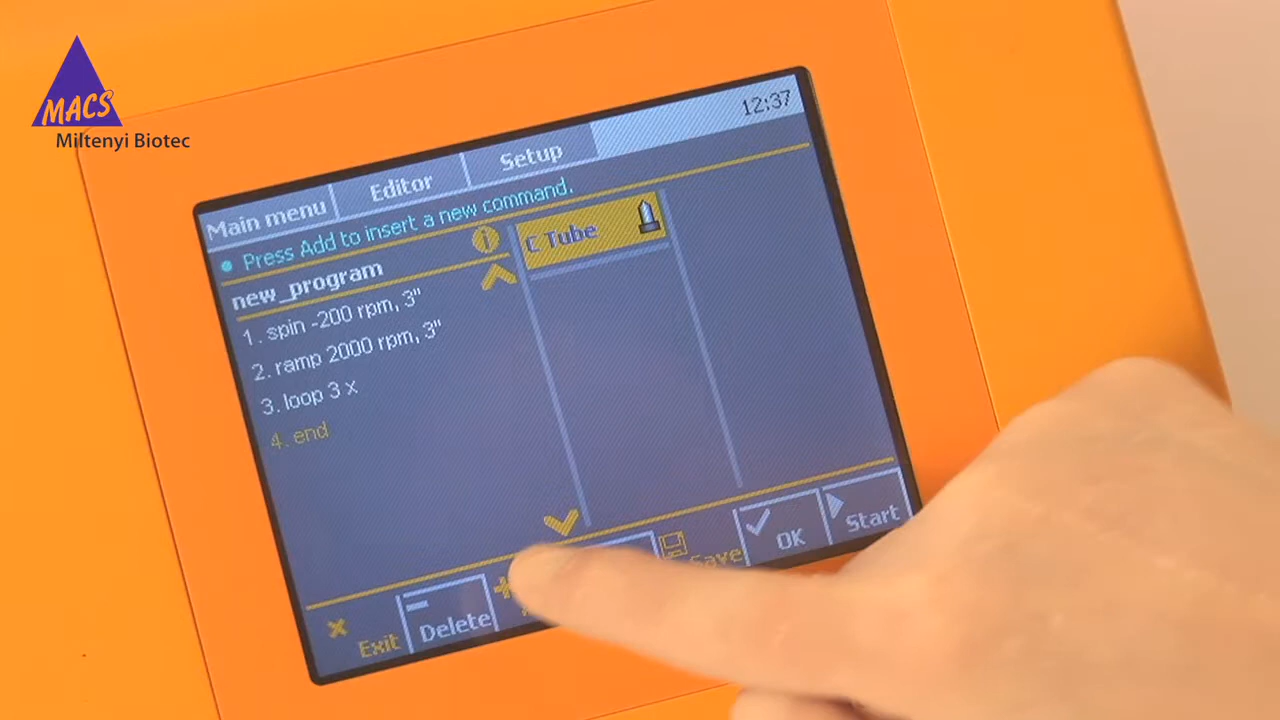 MACS
Miltenyi Biotec
12:37
Main menu
Editor
Setup
Press Add to insert a new command.
new_program
C Tube
1. spin -200 rpm, 3"
2. ramp 2000 rpm, 3"
3. loop 3 x
4. end
Exit
Delete
Save
OK
Start